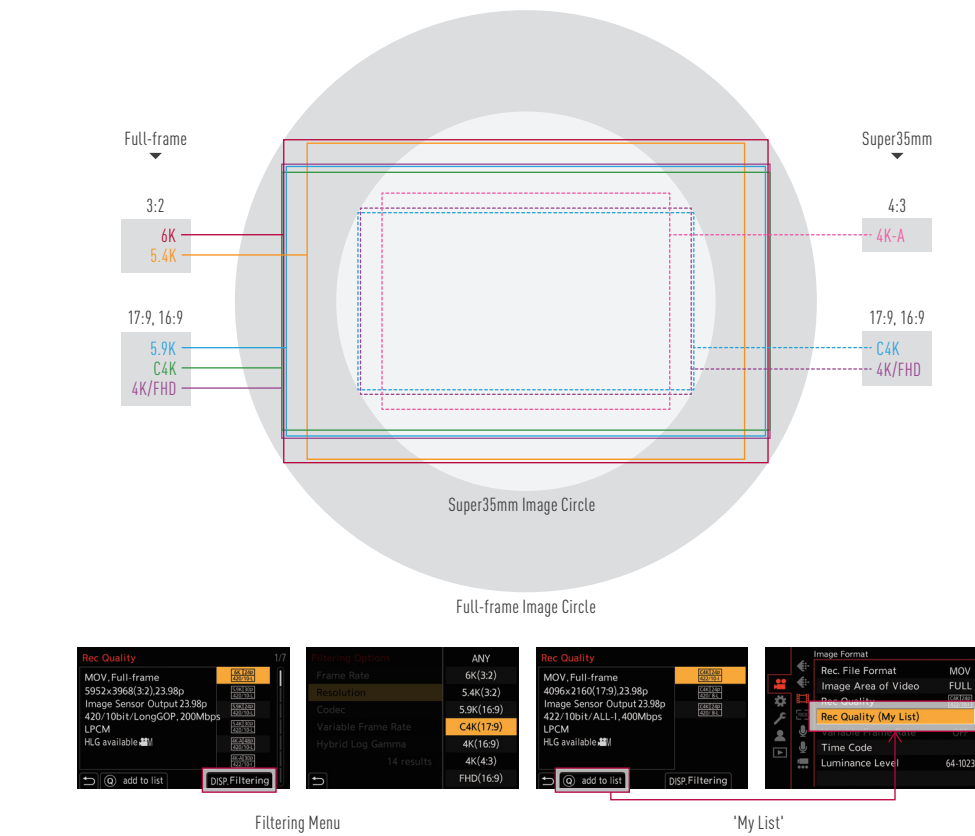 Full-frame
Super35mm
3:2
6K
5.4K
4:3
4K-A
17:9, 16:9
5.9K
C4K
4K/FHD
17:9, 16:9
C4K
4K/FHD
Super35mm Image Circle
Full-frame Image Circle
Rec Quality 1/7
MOV,Full-frame
5952x3968(3:2),23.98p
Image Sensor Output 23.98p
420/10bit/LongGOP, 200Mbps
LPCM
HLG available
add to list
DISP.Filtering
Filtering Options
Frame Rate
Resolution
Codec
Variable Frame Rate
Hybrid Log Gamma
14 results
ANY
6K(3:2)
5.4K(3:2)
5.9K(16:9)
C4K(17:9)
4K(16:9)
4K(4:3)
FHD(16:9)
Rec Quality
MOV,Full-frame
4096x2160(17:9),23.98p
Image Sensor Output 23.98p
422/10bit/ALL-I, 400Mbps
LPCM
HLG available
Q add to list
DISP.Filtering
Image Format
Rec. File Format MOV
Image Area of Video FULL
Rec Quality
Rec Quality (My List)
Variable Frame Rate OFF
Time Code
Luminance Level 64-1023
Filtering Menu
'My List'